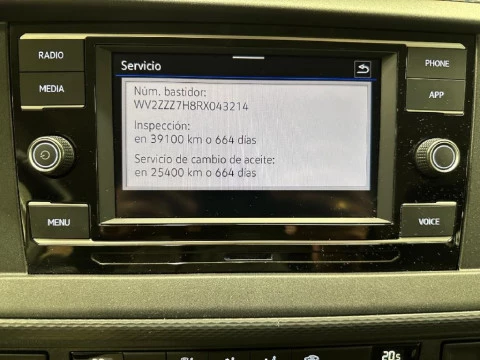 RADIO
MEDIA
MENU
Servicio
Núm. bastidor:
WV2ZZZ7H8RX043214
Inspección:
en 39100 km o 664 días
Servicio de cambio de aceite:
en 25400 km o 664 días
PHONE
APP
VOICE
20s